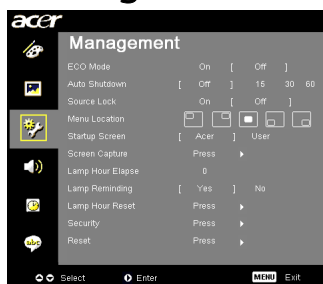 acer
Management
ECO Mode On [ Off ]
Auto Shutdown [ Off ] 15 30 60
Source Lock On [ Off ]
Menu Location
Startup Screen [ Acer ] User
Screen Capture Press
Lamp Hour Elapse 0
Lamp Reminding [ Yes ] No
Lamp Hour Reset Press
Security Press
Reset Press
abc
Select Enter MENU Exit